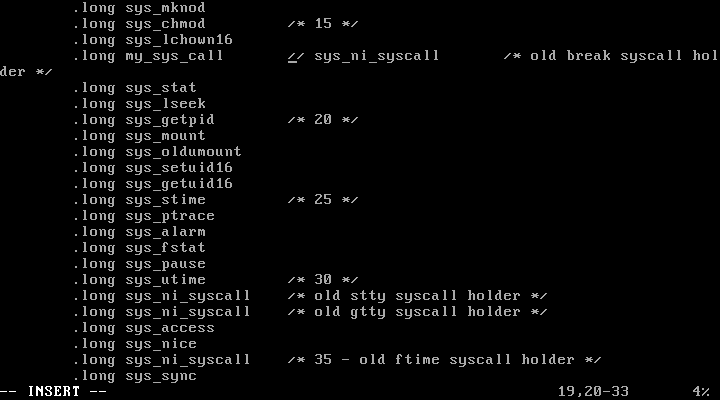 .long sys_mknod
.long sys_chmod /* 15 */
.long sys_lchown16
.long my_sys_call // sys_ni_syscall /* old break syscall hol
der */
.long sys_stat
.long sys_lseek
.long sys_getpid /* 20 */
.long sys_mount
.long sys_oldumount
.long sys_setuid16
.long sys_getuid16
.long sys_stime /* 25 */
.long sys_ptrace
.long sys_alarm
.long sys_fstat
.long sys_pause
.long sys_utime /* 30 */
.long sys_ni_syscall /* old stty syscall holder */
.long sys_ni_syscall /* old gtty syscall holder */
.long sys_access
.long sys_nice
.long sys_ni_syscall /* 35 - old ftime syscall holder */
.long sys_sync
-- INSERT -- 19,20-33 4%